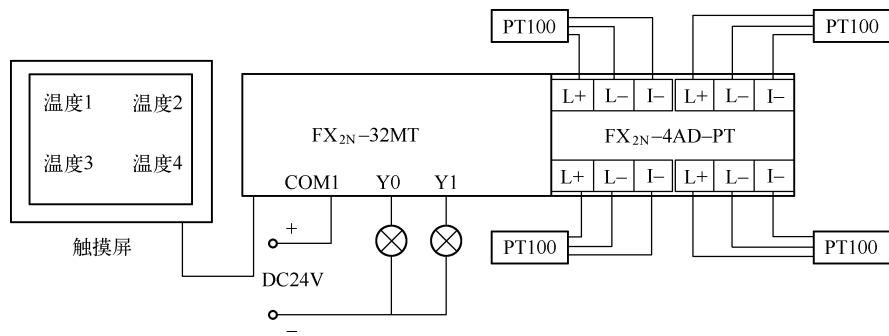 PT100
PT100
L+ L− I− L+ L− I−
温度1 温度2
FX2N−32MT
FX2N−4AD−PT
温度3 温度4
COM1 Y0 Y1
L+ L− I− L+ L− I−
+
触摸屏
PT100
PT100
DC24V
−